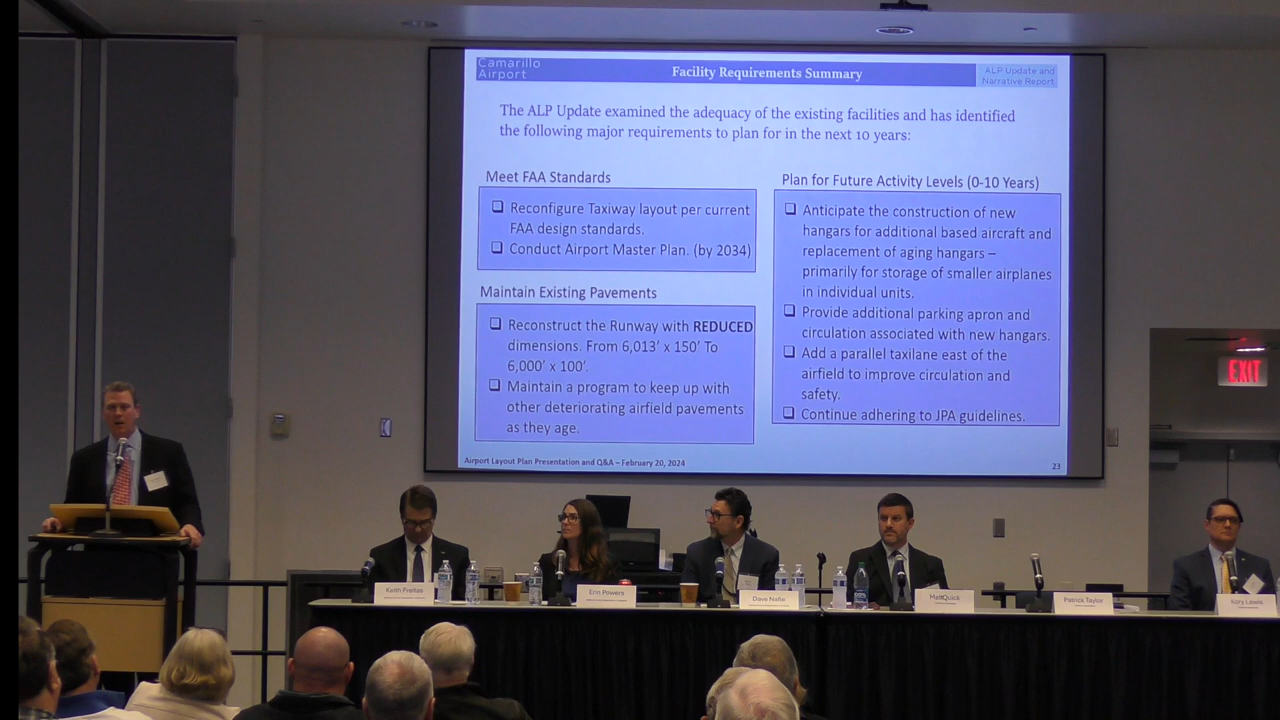 Camarillo
Airport
Facility Requirements Summary
ALP Update and
Narrative Report
The ALP Update examined the adequacy of the existing facilities and has identified
the following major requirements to plan for in the next 10 years:
Meet FAA Standards
❑ Reconfigure Taxiway layout per current
FAA design standards.
❑ Conduct Airport Master Plan. (by 2034)
Maintain Existing Pavements
❑ Reconstruct the Runway with REDUCED
dimensions. From 6,013' x 150' To
6,000' x 100'.
❑ Maintain a program to keep up with
other deteriorating airfield pavements
as they age.
Plan for Future Activity Levels (0-10 Years)
❑ Anticipate the construction of new
hangars for additional based aircraft and
replacement of aging hangars –
primarily for storage of smaller airplanes
in individual units.
❑ Provide additional parking apron and
circulation associated with new hangars.
❑ Add a parallel taxilane east of the
airfield to improve circulation and
safety.
❑ Continue adhering to JPA guidelines.
Airport Layout Plan Presentation and Q&A – February 20, 2024
23
EXIT
Keith Freitas
Erin Powers
Dave Nafie
Matt Quick
Patrick Taylor
Kory Lewis